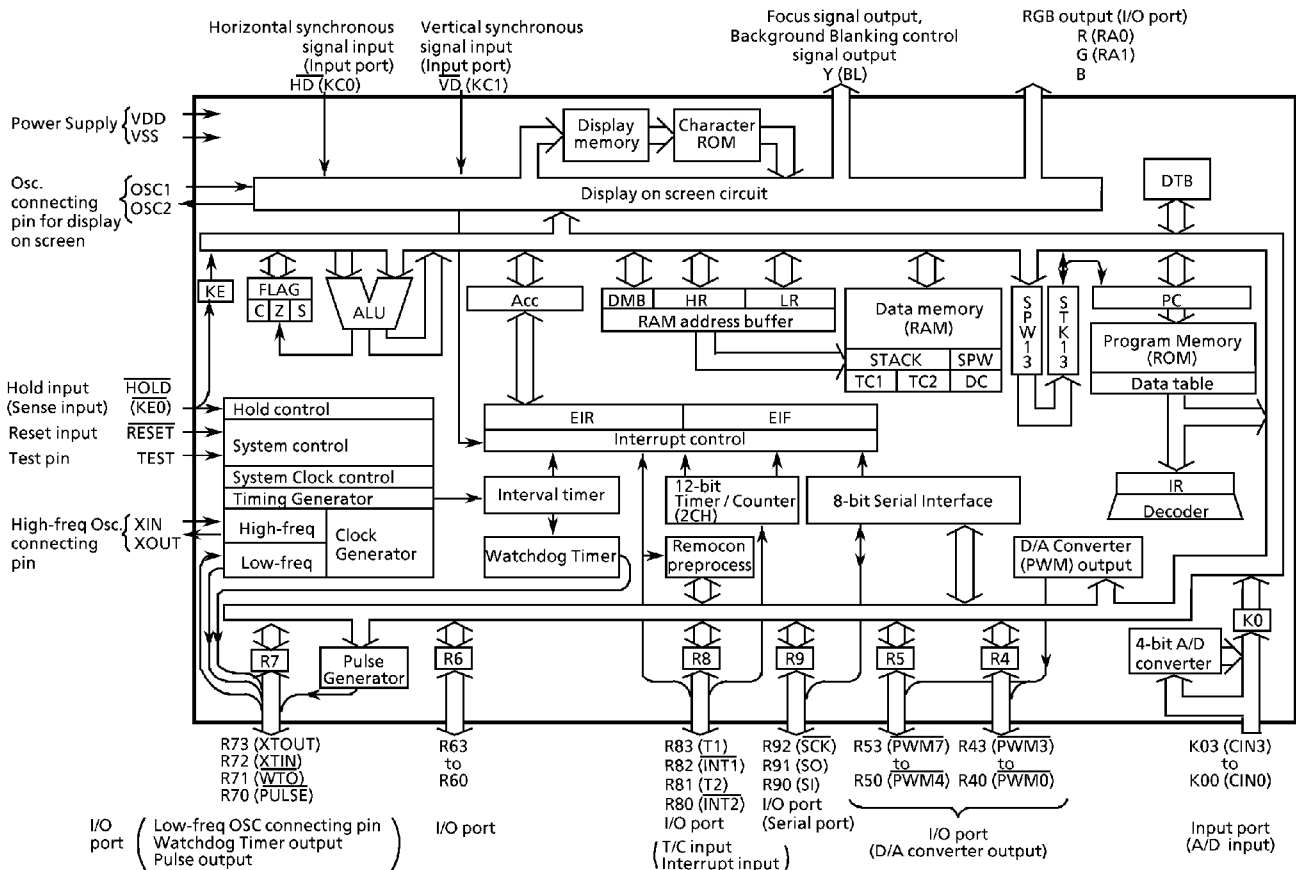 Horizontal synchronous
signal input
(Input port)
HD (KC0)
Vertical synchronous
signal input
(Input port)
VD (KC1)
Focus signal output,
Background Blanking control
signal output
Y (BL)
RGB output (I/O port)
R (RA0)
G (RA1)
B
Power Supply
VDD
VSS
Display
memory
Character
ROM
Osc.
connecting
pin for display
on screen
OSC1
OSC2
Display on screen circuit
DTB
KE
FLAG
C Z S
ALU
Acc
DMB HR LR
RAM address buffer
Data memory
(RAM)
STACK SPW
TC1 TC2 DC
SPW13
STK13
PC
Program Memory
(ROM)
Data table
Hold input
(Sense input)
HOLD
(KE0)
Reset input RESET
Test pin TEST
Hold control
System control
System Clock control
Timing Generator
High-freq
Low-freq
Clock
Generator
High-freq Osc.
connecting
pin
XIN
XOUT
EIR EIF
Interrupt control
Interval timer
Watchdog Timer
12-bit
Timer / Counter
(2CH)
8-bit Serial Interface
Remocon
preprocess
IR
Decoder
D/A Converter
(PWM) output
K0
4-bit A/D
converter
R7
Pulse
Generator
R6
R8
R9
R5
R4
R73 (XTOUT)
R72 (XTIN)
R71 (WTO)
R70 (PULSE)
I/O
port
Low-freq OSC connecting pin
Watchdog Timer output
Pulse output
R63
to
R60
I/O port
R83 (T1)
R82 (INT1)
R81 (T2)
R80 (INT2)
I/O port
(T/C input
Interrupt input)
R92 (SCK)
R91 (SO)
R90 (SI)
I/O port
(Serial port)
R53 (PWM7)
to
R50 (PWM4)
R43 (PWM3)
to
R40 (PWM0)
I/O port
(D/A converter output)
K03 (CIN3)
to
K00 (CIN0)
Input port
(A/D input)